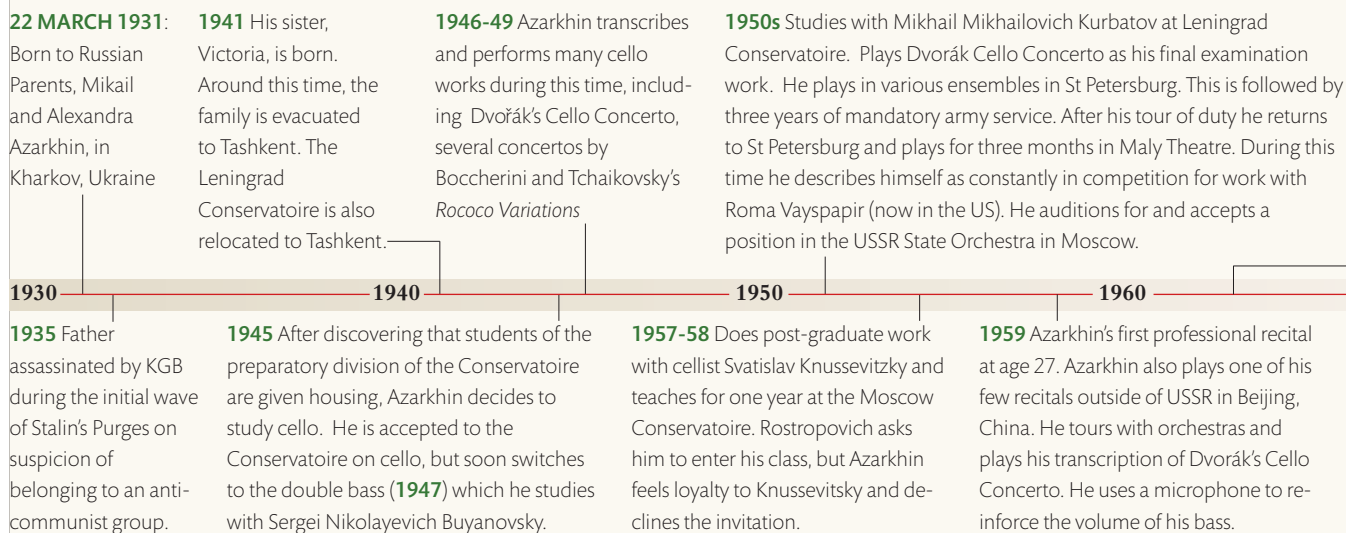 22 MARCH 1931:
Born to Russian
Parents, Mikail
and Alexandra
Azarkhin, in
Kharkov, Ukraine
1941 His sister,
Victoria, is born.
Around this time, the
family is evacuated
to Tashkent. The
Leningrad
Conservatoire is also
relocated to Tashkent.
1946-49 Azarkhin transcribes
and performs many cello
works during this time, includ-
ing Dvořák's Cello Concerto,
several concertos by
Boccherini and Tchaikovsky's
Rococo Variations
1950s Studies with Mikhail Mikhailovich Kurbatov at Leningrad
Conservatoire. Plays Dvorák Cello Concerto as his final examination
work. He plays in various ensembles in St Petersburg. This is followed by
three years of mandatory army service. After his tour of duty he returns
to St Petersburg and plays for three months in Maly Theatre. During this
time he describes himself as constantly in competition for work with
Roma Vayspapir (now in the US). He auditions for and accepts a
position in the USSR State Orchestra in Moscow.
1930 1940 1950 1960
1935 Father
assassinated by KGB
during the initial wave
of Stalin's Purges on
suspicion of
belonging to an anti-
communist group.
1945 After discovering that students of the
preparatory division of the Conservatoire
are given housing, Azarkhin decides to
study cello. He is accepted to the
Conservatoire on cello, but soon switches
to the double bass (1947) which he studies
with Sergei Nikolayevich Buyanovsky.
1957-58 Does post-graduate work
with cellist Svatislav Knussevitzky and
teaches for one year at the Moscow
Conservatoire. Rostropovich asks
him to enter his class, but Azarkhin
feels loyalty to Knussevitsky and de-
clines the invitation.
1959 Azarkhin's first professional recital
at age 27. Azarkhin also plays one of his
few recitals outside of USSR in Beijing,
China. He tours with orchestras and
plays his transcription of Dvorák's Cello
Concerto. He uses a microphone to re-
inforce the volume of his bass.